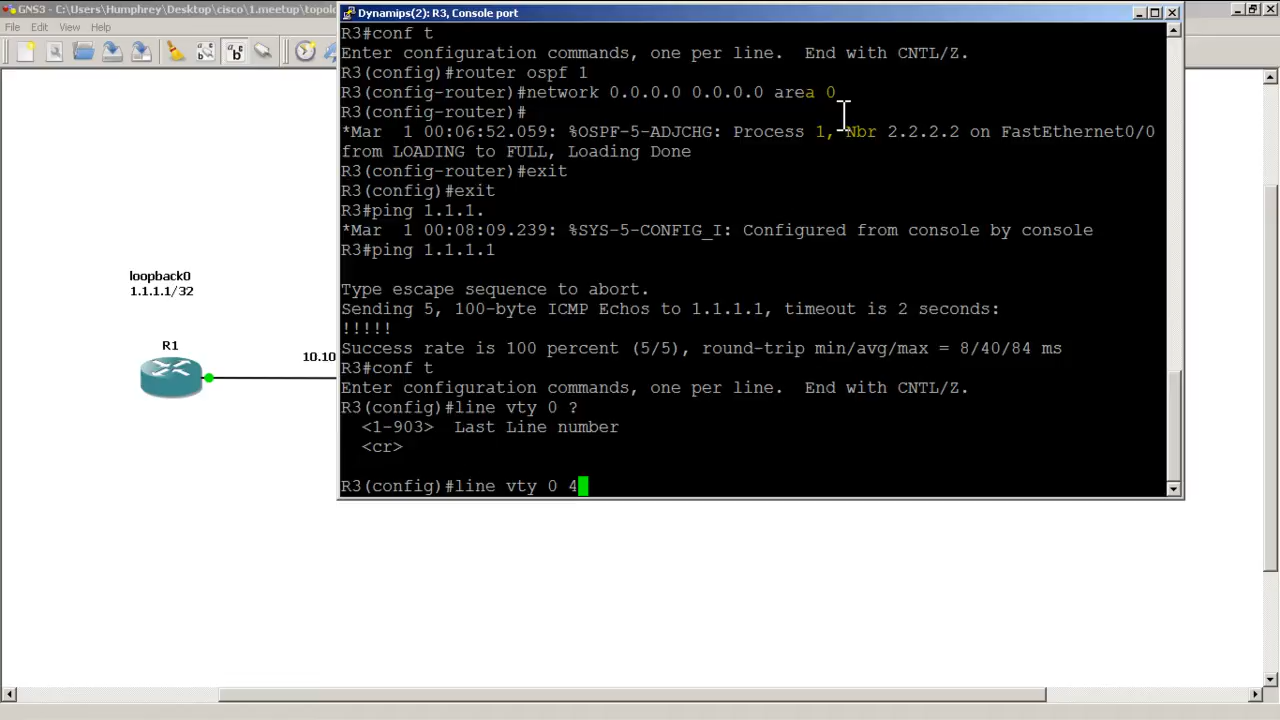 GNS3 - C:\Users\Humphrey\Desktop\cisco\1.meetup\topol
File Edit View Help
Dynamips(2): R3, Console port
R3#conf t
Enter configuration commands, one per line.  End with CNTL/Z.
R3(config)#router ospf 1
R3(config-router)#network 0.0.0.0 0.0.0.0 area 0
R3(config-router)#
*Mar  1 00:06:52.059: %OSPF-5-ADJCHG: Process 1, Nbr 2.2.2.2 on FastEthernet0/0
from LOADING to FULL, Loading Done
R3(config-router)#exit
R3(config)#exit
R3#ping 1.1.1.
*Mar  1 00:08:09.239: %SYS-5-CONFIG_I: Configured from console by console
R3#ping 1.1.1.1
Type escape sequence to abort.
Sending 5, 100-byte ICMP Echos to 1.1.1.1, timeout is 2 seconds:
!!!!!
Success rate is 100 percent (5/5), round-trip min/avg/max = 8/40/84 ms
R3#conf t
Enter configuration commands, one per line.  End with CNTL/Z.
R3(config)#line vty 0 ?
<1-903>  Last Line number
<cr>
R3(config)#line vty 0 4
loopback0
1.1.1.1/32
R1
10.10